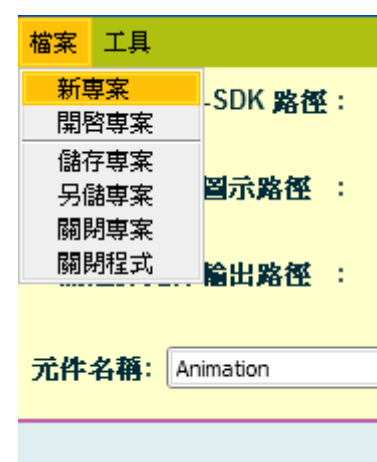 檔案 工具
新專案
開啓專案
儲存專案
另儲專案
關閉專案
關閉程式
-SDK 路徑：
圖示路徑 ：
輸出路徑 ：
元件名稱: Animation